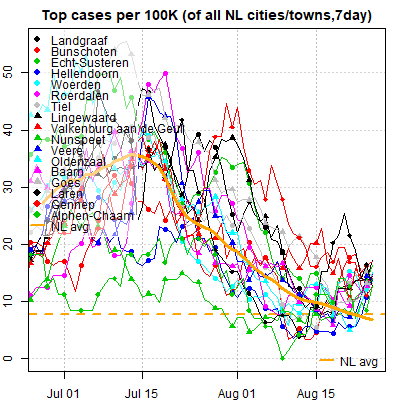 Top cases per 100K (of all NL cities/towns,7day)
Landgraaf
Bunschoten
Echt-Susteren
Hellendoorn
Woerden
Roerdalen
Tiel
Lingewaard
Valkenburg aan de Geul
Nunspeet
Veere
Oldenzaal
Baarn
Goes
Laren
Gennep
Alphen-Chaam
NL avg
0
10
20
30
40
50
NL avg
Jul 01
Jul 15
Aug 01
Aug 15